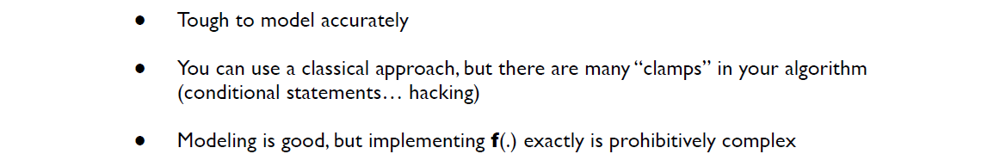 ● Tough to model accurately
● You can use a classical approach, but there are many “clamps” in your algorithm
(conditional statements… hacking)
● Modeling is good, but implementing f(.) exactly is prohibitively complex